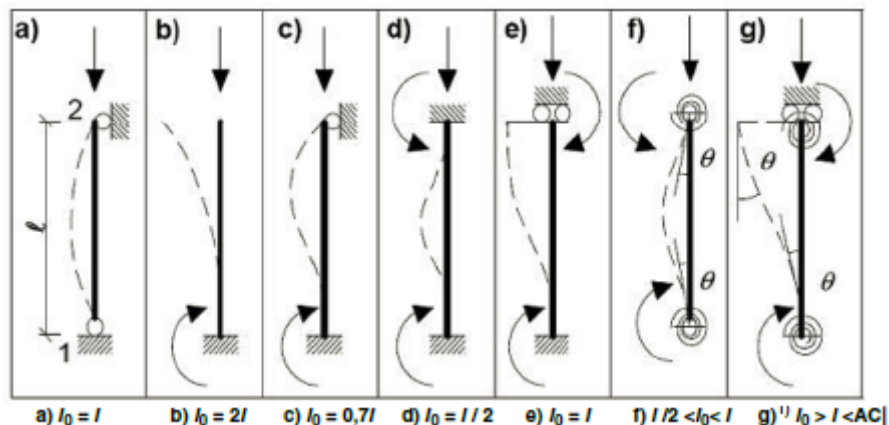 a) b) c) d) e) f) g)
2
θ θ
ℓ
θ θ
1
a) l₀ = l b) l₀ = 2l c) l₀ = 0,7l d) l₀ = l / 2 e) l₀ = l f) l /2 <l₀< l g)¹⁾ l₀ > l <AC|